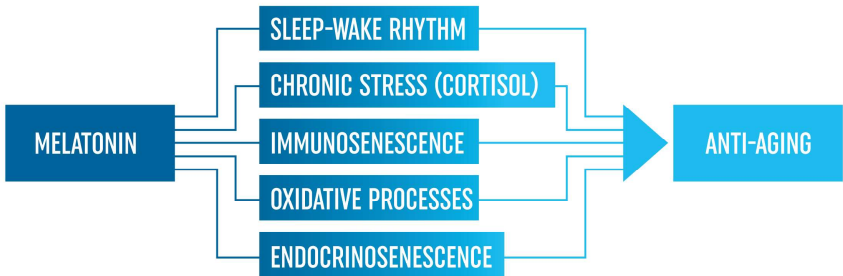 SLEEP-WAKE RHYTHM
CHRONIC STRESS (CORTISOL)
MELATONIN
IMMUNOSENESCENCE
ANTI-AGING
OXIDATIVE PROCESSES
ENDOCRINOSENESCENCE